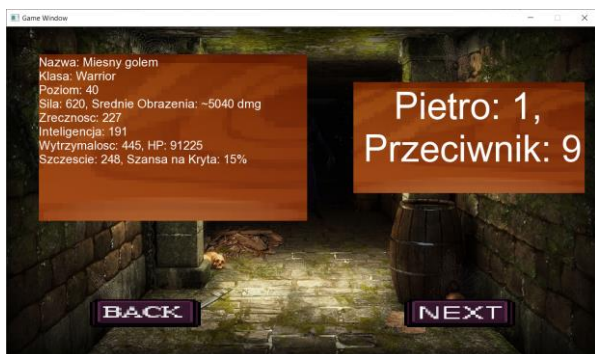 Game Window
Nazwa: Miesny golem
Klasa: Warrior
Poziom: 40
Sila: 620, Srednie Obrazenia: ~5040 dmg
Zrecznosc: 227
Inteligencja: 191
Wytrzymalosc: 445, HP: 91225
Szczescie: 248, Szansa na Kryta: 15%
Pietro: 1,
Przeciwnik: 9
BACK
NEXT